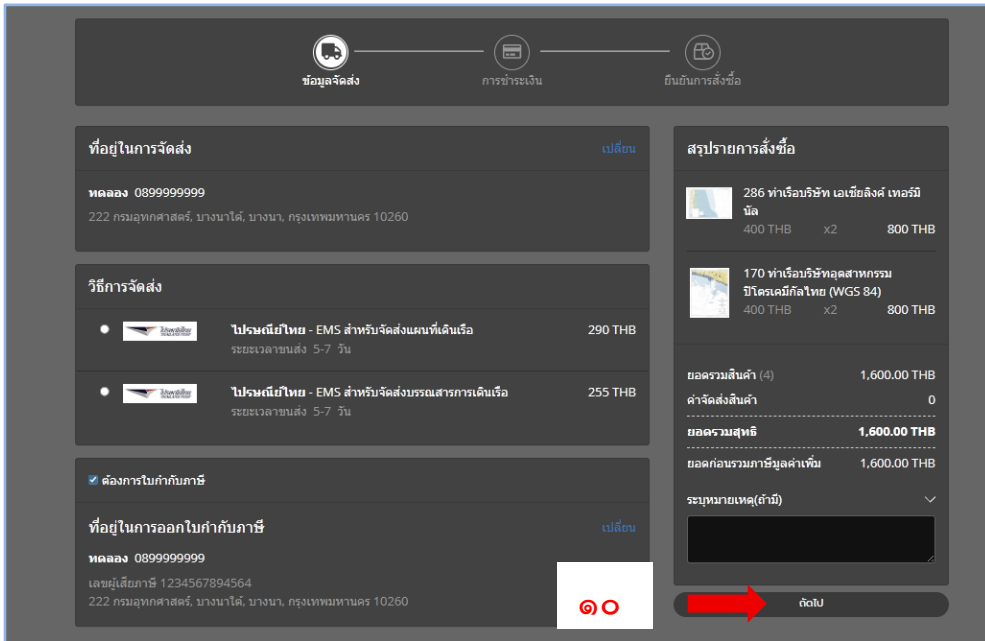 ข้อมูลจัดส่ง
การชำระเงิน
ยืนยันการสั่งซื้อ
ที่อยู่ในการจัดส่ง
เปลี่ยน
ทดลอง 0899999999
222 กรมอุทกศาสตร์, บางนาใต้, บางนา, กรุงเทพมหานคร 10260
วิธีการจัดส่ง
ไปรษณีย์ไทย - EMS สำหรับจัดส่งแผนที่เดินเรือ
290 THB
ระยะเวลาขนส่ง 5-7 วัน
ไปรษณีย์ไทย - EMS สำหรับจัดส่งบรรณสารการเดินเรือ
255 THB
ระยะเวลาขนส่ง 5-7 วัน
ต้องการใบกำกับภาษี
ที่อยู่ในการออกใบกำกับภาษี
เปลี่ยน
ทดลอง 0899999999
เลขผู้เสียภาษี 1234567894564
222 กรมอุทกศาสตร์, บางนาใต้, บางนา, กรุงเทพมหานคร 10260
๑๐
สรุปรายการสั่งซื้อ
286 ท่าเรือบริษัท เอเซียลิงค์ เทอร์มิ
นัล
400 THB x2 800 THB
170 ท่าเรือบริษัทอุตสาหกรรม
ปิโตรเคมีกัลไทย (WGS 84)
400 THB x2 800 THB
ยอดรวมสินค้า (4) 1,600.00 THB
ค่าจัดส่งสินค้า 0
ยอดรวมสุทธิ 1,600.00 THB
ยอดก่อนรวมภาษีมูลค่าเพิ่ม 1,600.00 THB
ระบุหมายเหตุ(ถ้ามี)
ถัดไป